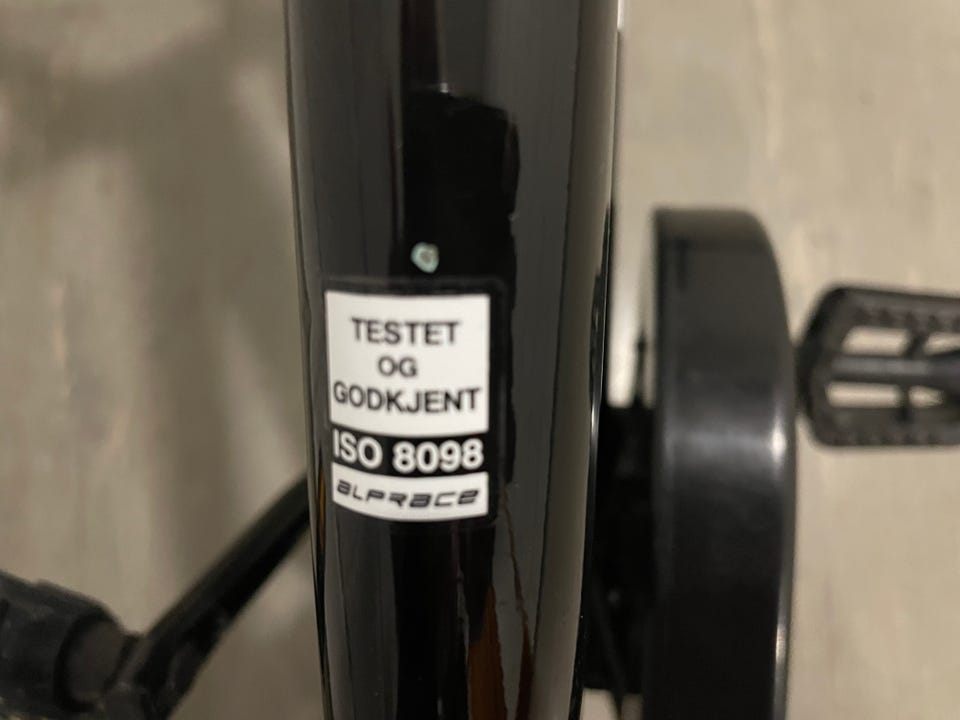 TESTET
OG
GODKJENT
ISO 8098
ALPRACE